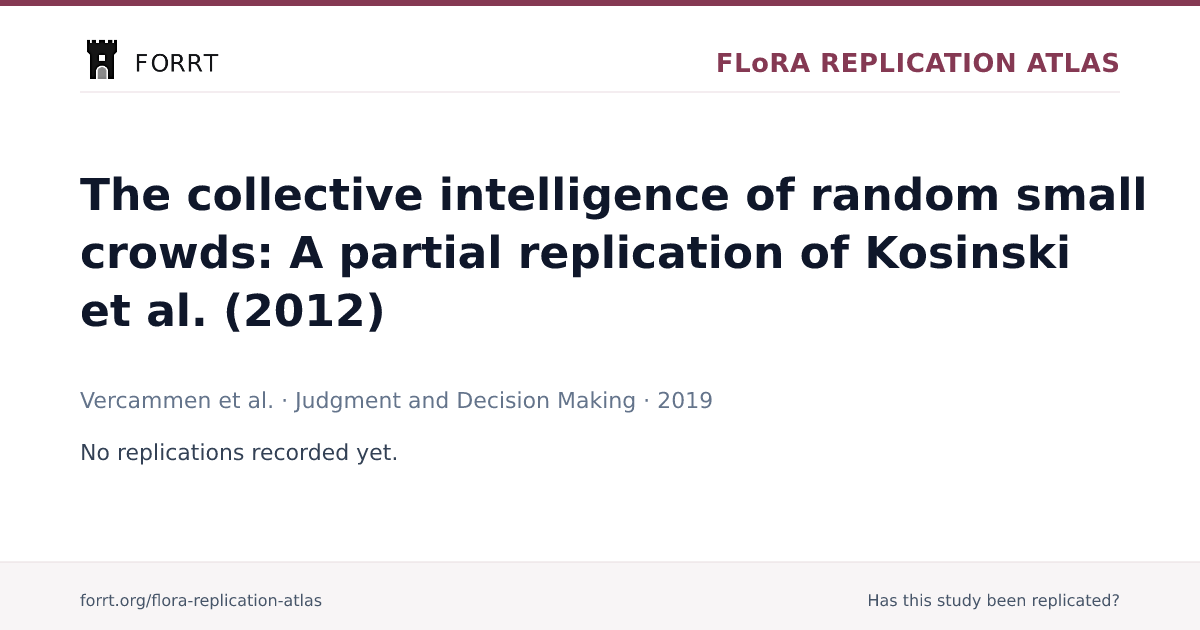 FORRT
FLoRA REPLICATION ATLAS
The collective intelligence of random small
crowds: A partial replication of Kosinski
et al. (2012)
Vercammen et al. · Judgment and Decision Making · 2019
No replications recorded yet.
forrt.org/flora-replication-atlas
Has this study been replicated?